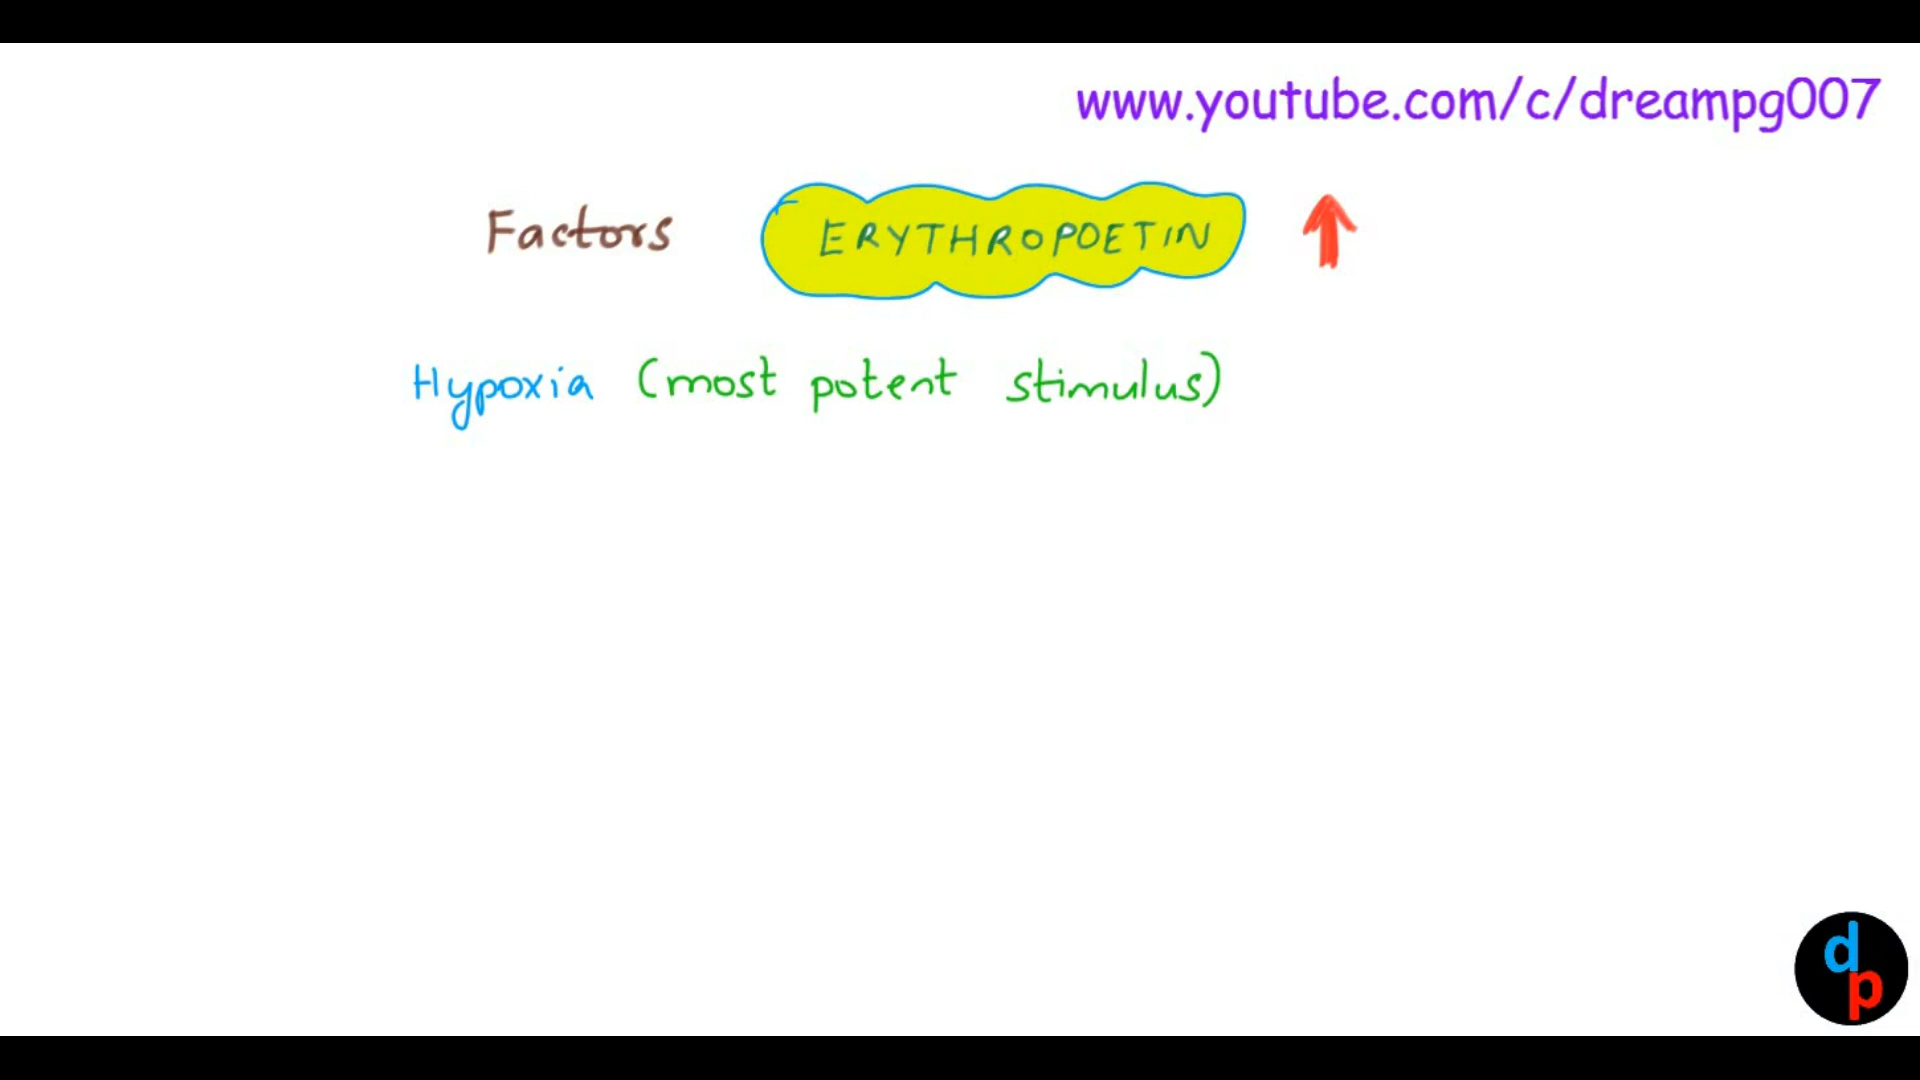 www.youtube.com/c/dreampg007
Factors ERYTHROPOETIN ↑
Hypoxia (most potent stimulus)
dp